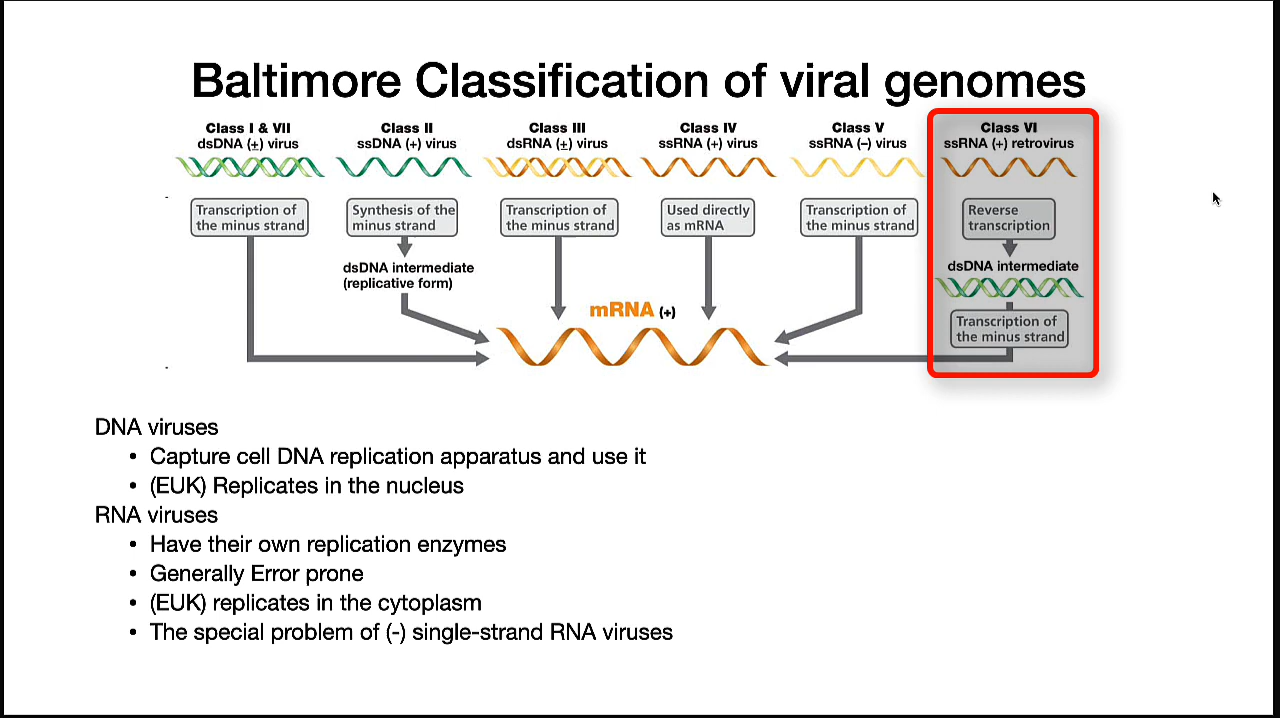 Baltimore Classification of viral genomes
Class I & VII
dsDNA (±) virus
Class II
ssDNA (+) virus
Class III
dsRNA (±) virus
Class IV
ssRNA (+) virus
Class V
ssRNA (–) virus
Class VI
ssRNA (+) retrovirus
Transcription of
the minus strand
Synthesis of the
minus strand
Transcription of
the minus strand
Used directly
as mRNA
Transcription of
the minus strand
Reverse
transcription
dsDNA intermediate
(replicative form)
dsDNA intermediate
mRNA (+)
Transcription of
the minus strand
DNA viruses
• Capture cell DNA replication apparatus and use it
• (EUK) Replicates in the nucleus
RNA viruses
• Have their own replication enzymes
• Generally Error prone
• (EUK) replicates in the cytoplasm
• The special problem of (-) single-strand RNA viruses